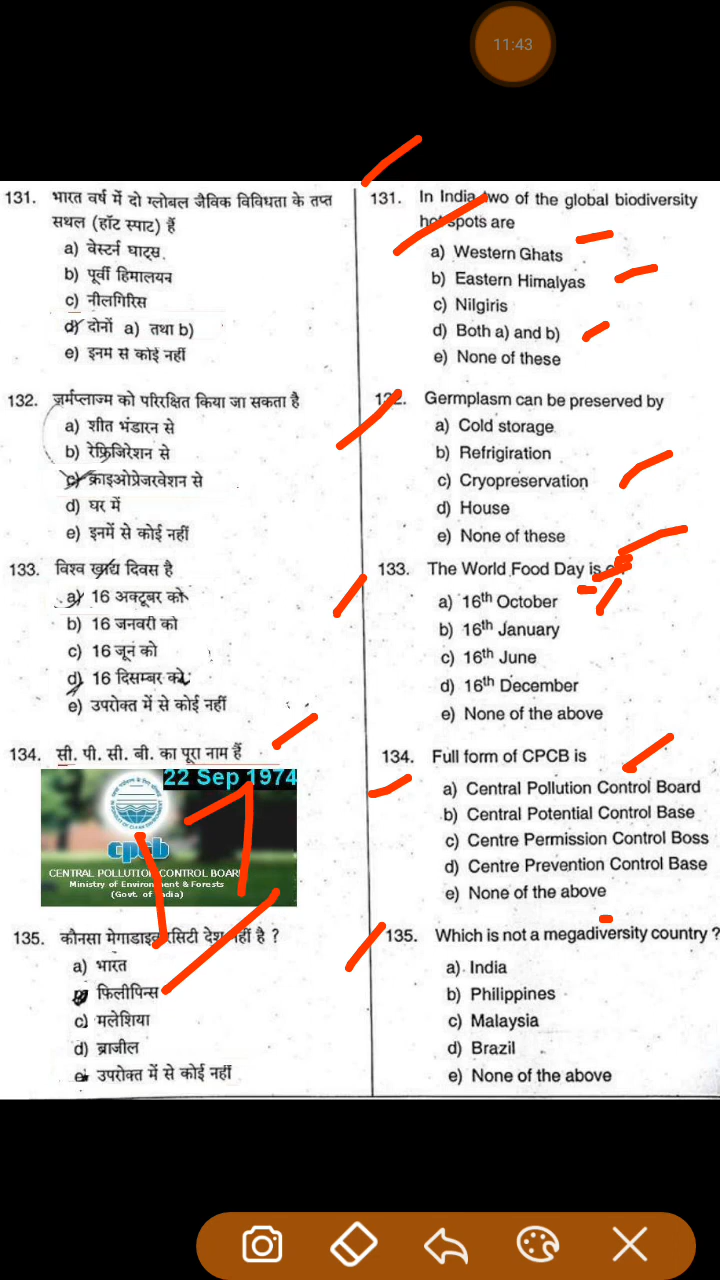 11:43
131. भारत वर्ष में दो ग्लोबल जैविक विविधता के तप्त
सथल (हॉट स्पाट) हैं
a) वेस्टर्न घाट्स
b) पूर्वी हिमालयन
c) नीलगिरिस
d) दोनों a) तथा b)
e) इनम से कोई नहीं
132. ज़र्मप्लाज्म को परिरक्षित किया जा सकता है
a) शीत भंडारन से
b) रेफ्रिजिरेशन से
c) क्राइओप्रेजरवेशन से
d) घर में
e) इनमें से कोई नहीं
133. विश्व खाद्य दिवस है
a) 16 अक्टूबर को
b) 16 जनवरी को
c) 16 जून को
d) 16 दिसम्बर को
e) उपरोक्त में से कोई नहीं
134. सी. पी. सी. बी. का पूरा नाम हैं
22 Sep 1974
cpcb
CENTRAL POLLUTION CONTROL BOARD
Ministry of Environment & Forests
(Govt. of India)
135. कौनसा मेगाडाइवरसिटी देश नहीं है ?
a) भारत
फिलीपिन्स
c) मलेशिया
d) ब्राजील
e) उपरोक्त में से कोई नहीं
131. In India two of the global biodiversity
hotspots are
a) Western Ghats
b) Eastern Himalyas
c) Nilgiris
d) Both a) and b)
e) None of these
132. Germplasm can be preserved by
a) Cold storage
b) Refrigiration
c) Cryopreservation
d) House
e) None of these
133. The World Food Day is
a) 16th October
b) 16th January
c) 16th June
d) 16th December
e) None of the above
134. Full form of CPCB is
a) Central Pollution Control Board
b) Central Potential Control Base
c) Centre Permission Control Boss
d) Centre Prevention Control Base
e) None of the above
135. Which is not a megadiversity country ?
a) India
b) Philippines
c) Malaysia
d) Brazil
e) None of the above